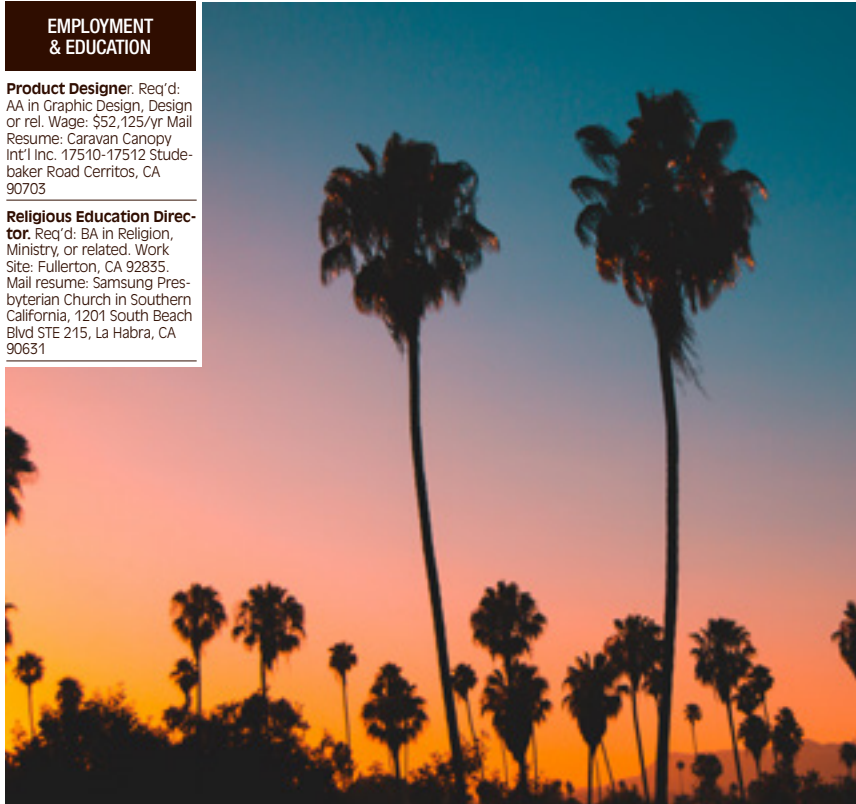 EMPLOYMENT
& EDUCATION
Product Designer. Req'd:
AA in Graphic Design, Design
or rel. Wage: $52,125/yr Mail
Resume: Caravan Canopy
Int'l Inc. 17510-17512 Stude-
baker Road Cerritos, CA
90703
Religious Education Direc-
tor. Req'd: BA in Religion,
Ministry, or related. Work
Site: Fullerton, CA 92835.
Mail resume: Samsung Pres-
byterian Church in Southern
California, 1201 South Beach
Blvd STE 215, La Habra, CA
90631